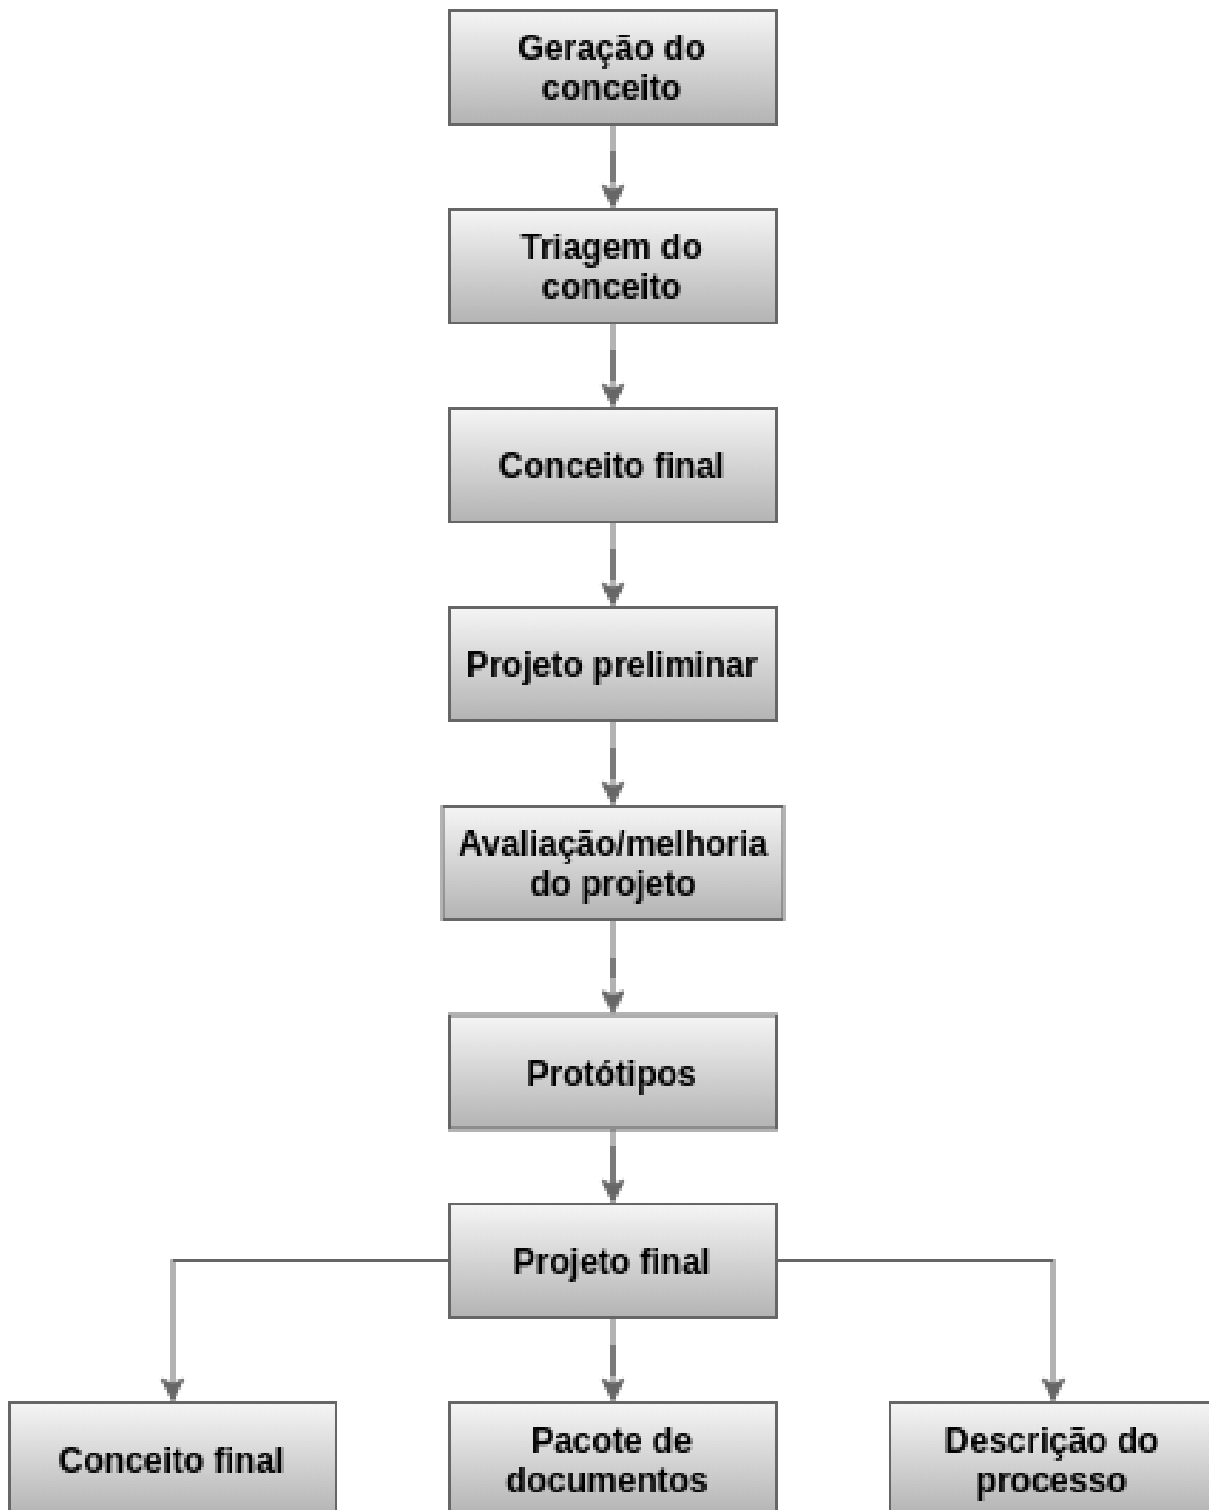 Geração do
conceito
Triagem do
conceito
Conceito final
Projeto preliminar
Avaliação/melhoria
do projeto
Protótipos
Projeto final
Conceito final
Pacote de
documentos
Descrição do
processo